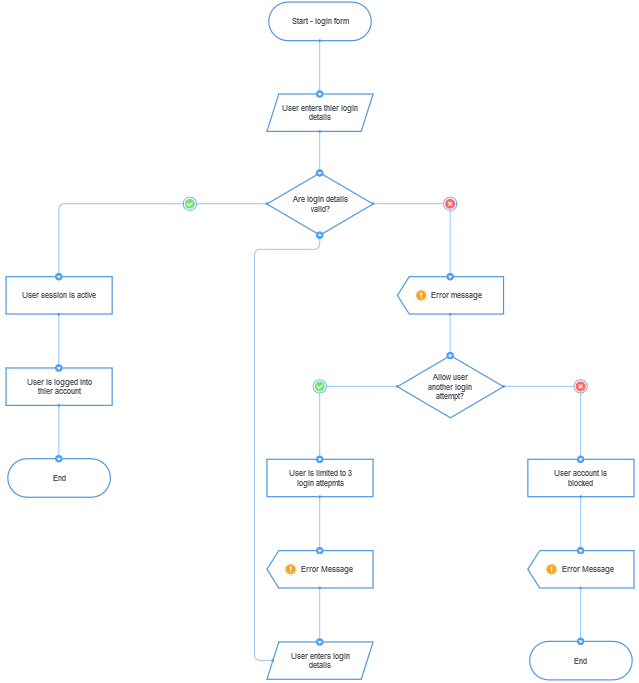 Start - login form
User enters thier login
details
Are login details
valid?
User session is active
Error message
User is logged into
thier account
Allow user
another login
attempt?
End
User is limited to 3
login attepmts
User account is
blocked
Error Message
Error Message
User enters login
details
End